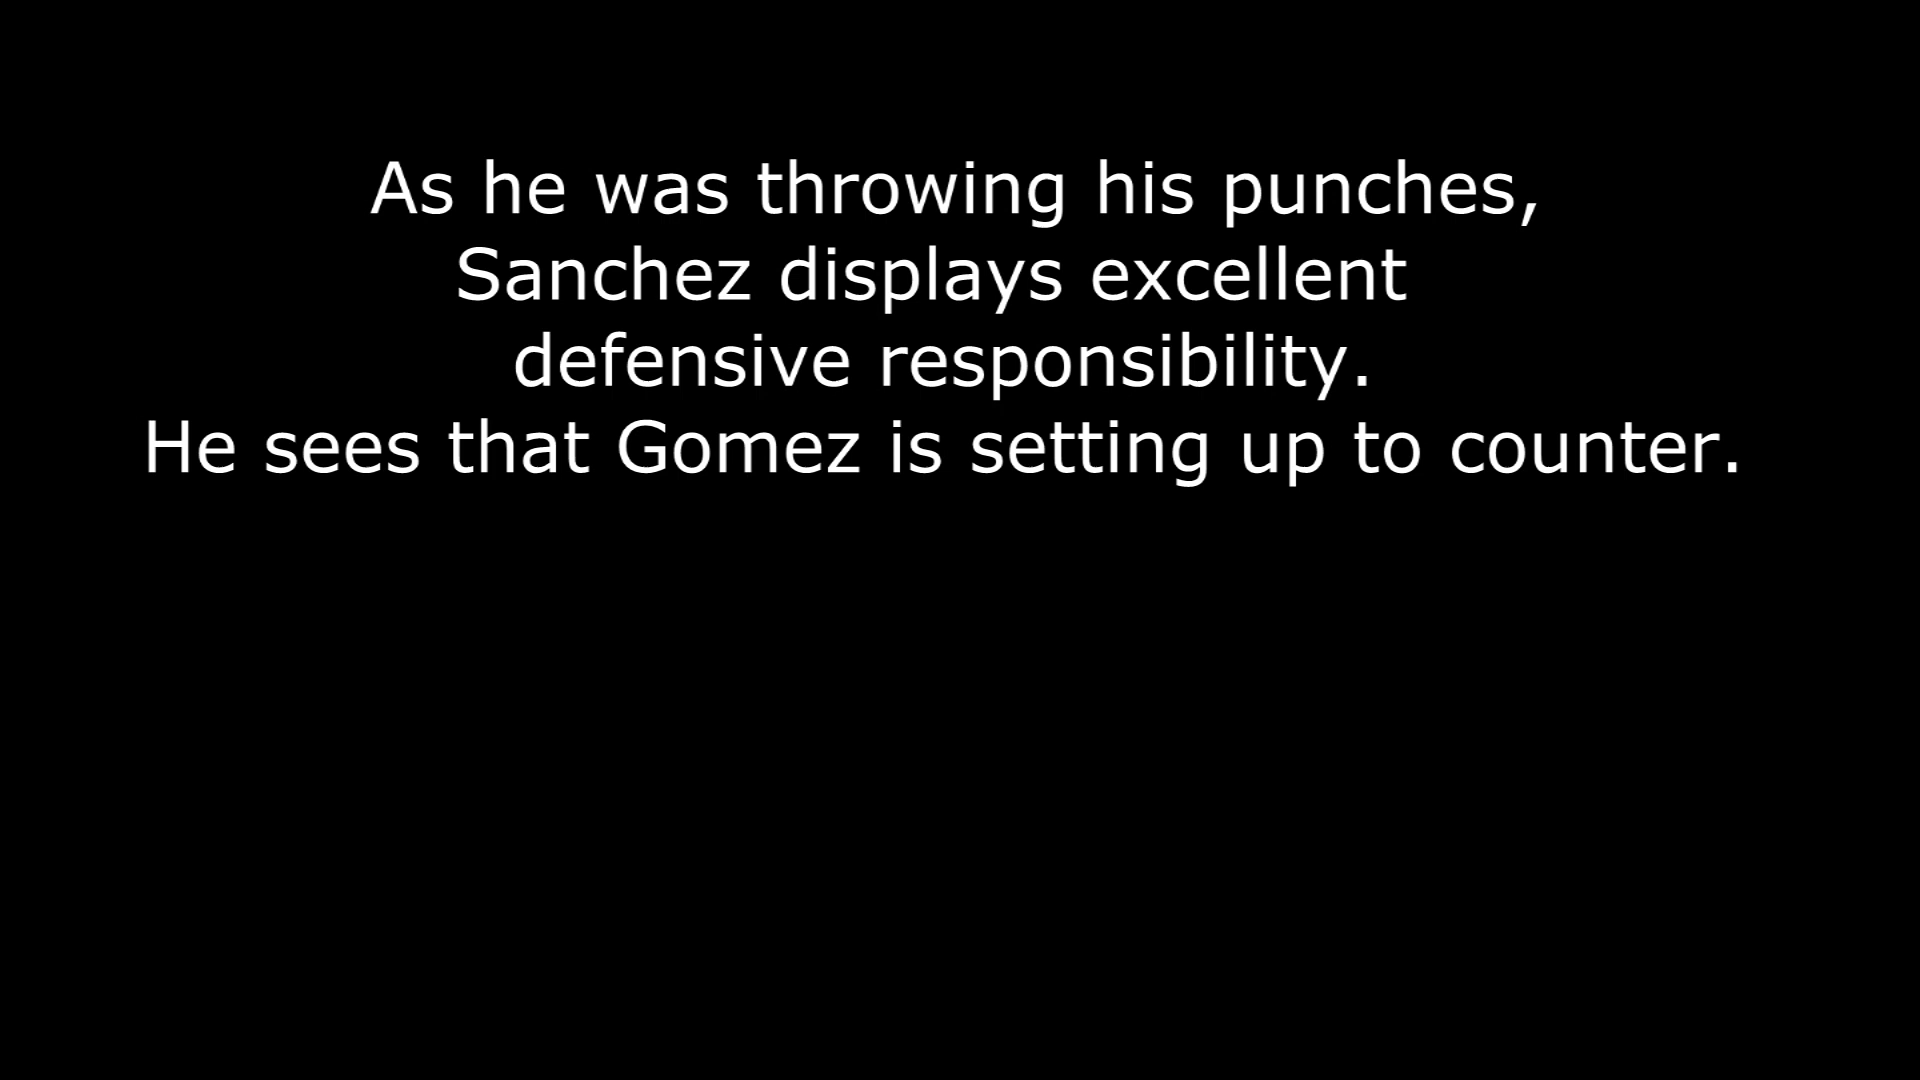 As he was throwing his punches,
Sanchez displays excellent
defensive responsibility.
He sees that Gomez is setting up to counter.